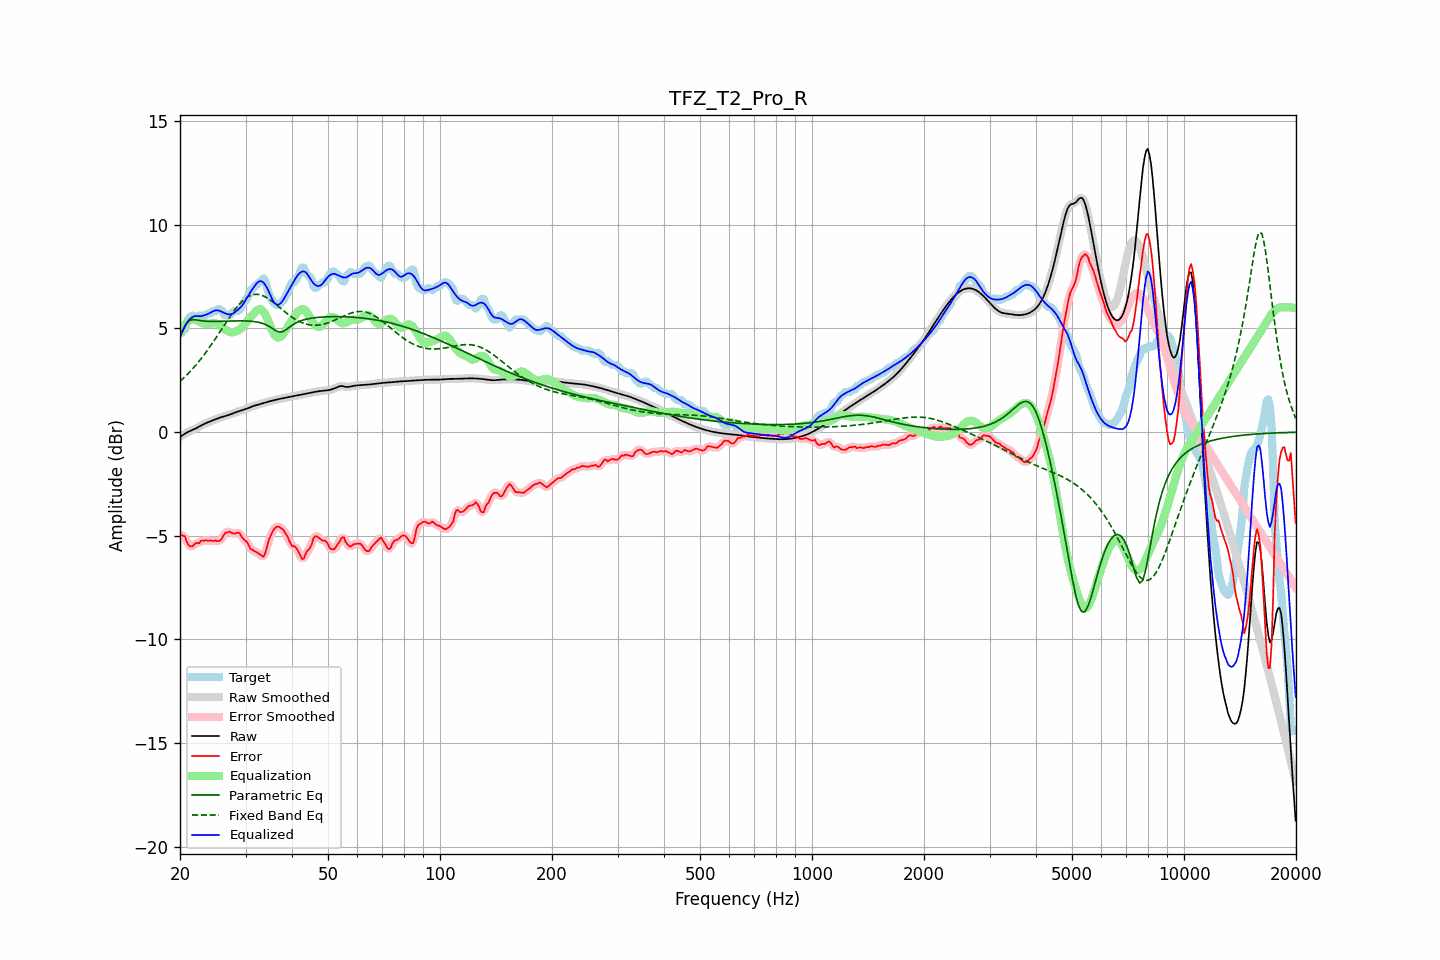 TFZ_T2_Pro_R
Amplitude (dBr)
15
10
5
0
−5
−10
−15
−20
Target
Raw Smoothed
Error Smoothed
Raw
Error
Equalization
Parametric Eq
Fixed Band Eq
Equalized
20
50
100
200
500
1000
2000
5000
10000
20000
Frequency (Hz)